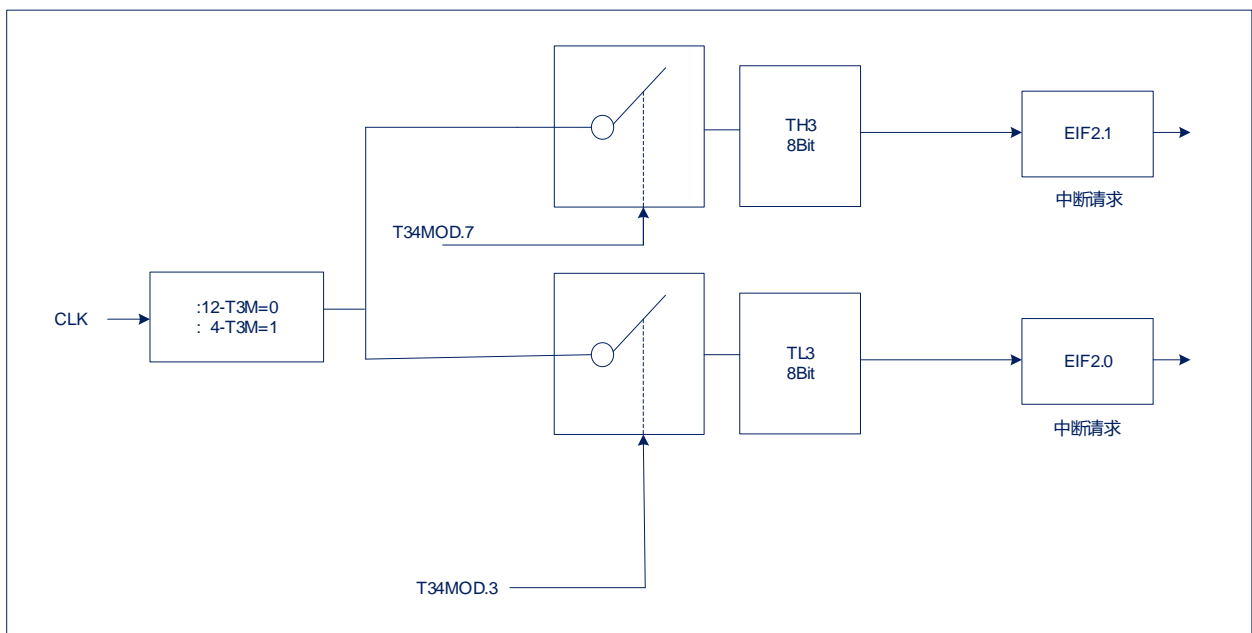 TH3
8Bit
EIF2.1
中断请求
T34MOD.7
CLK
:12-T3M=0
: 4-T3M=1
TL3
8Bit
EIF2.0
中断请求
T34MOD.3